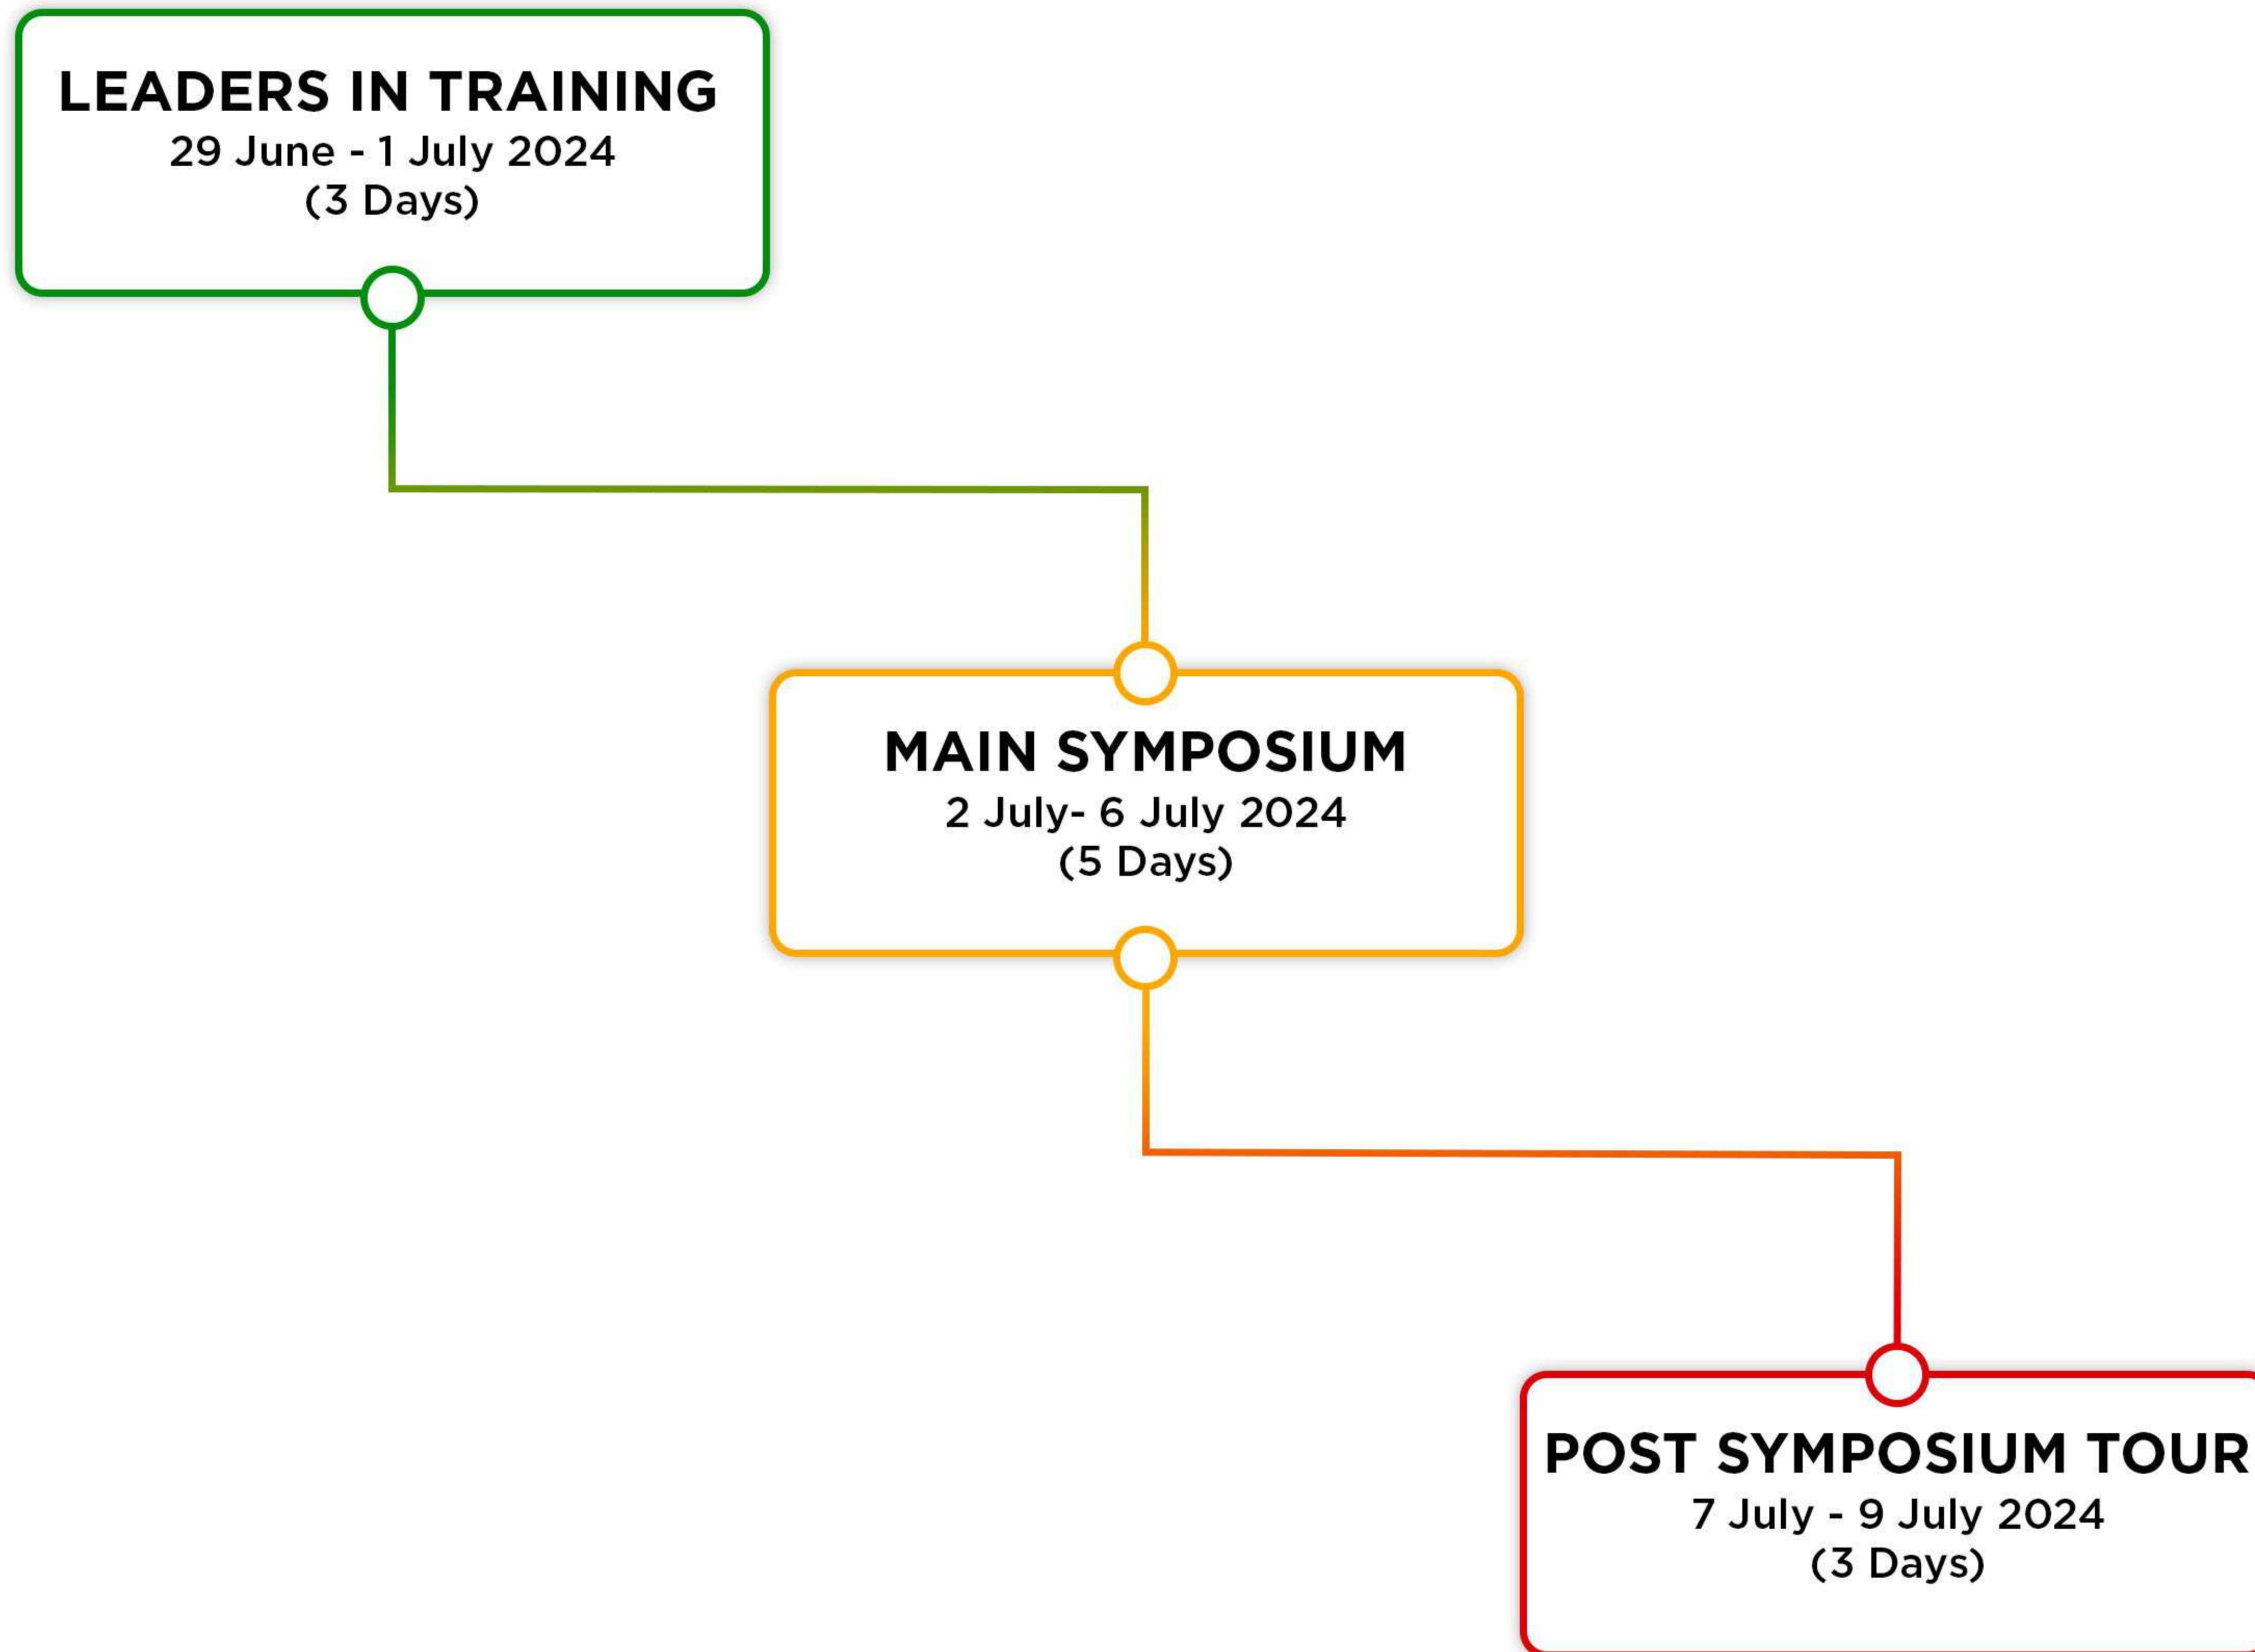 LEADERS IN TRAINING
29 June - 1 July 2024
(3 Days)
MAIN SYMPOSIUM
2 July- 6 July 2024
(5 Days)
POST SYMPOSIUM TOUR
7 July - 9 July 2024
(3 Days)